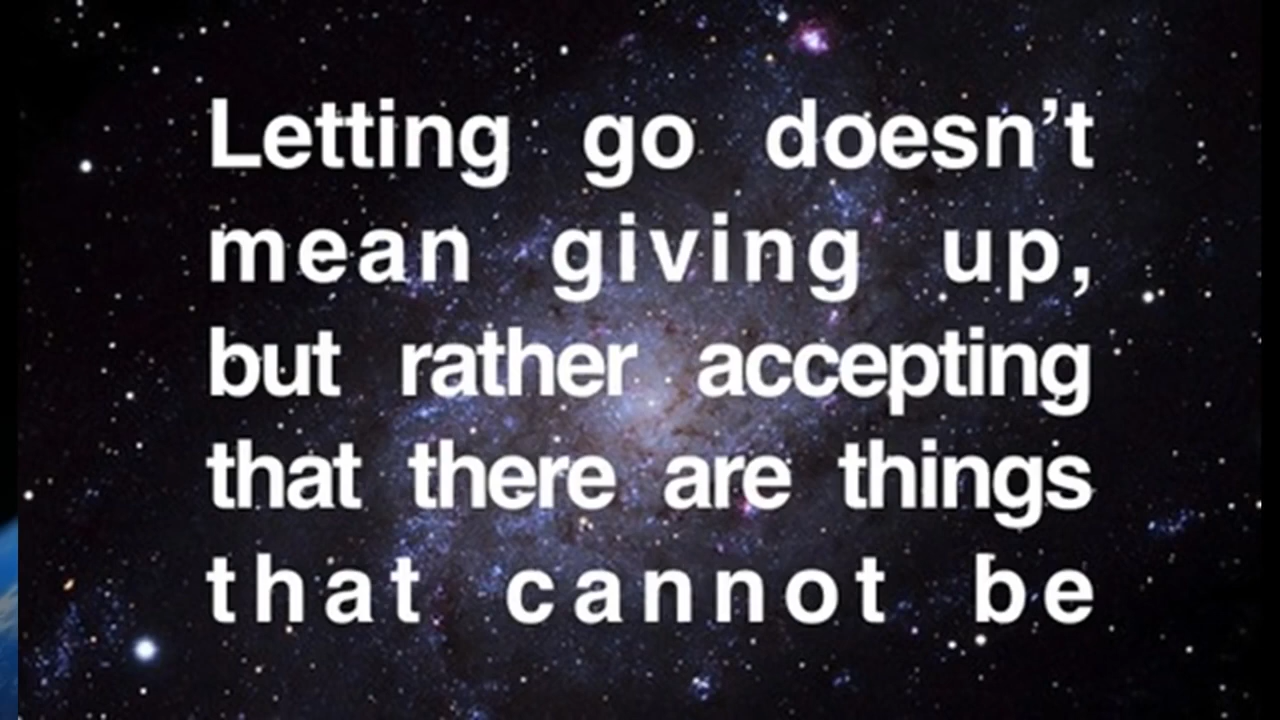 Letting go doesn’t
mean giving up,
but rather accepting
that there are things
that cannot be